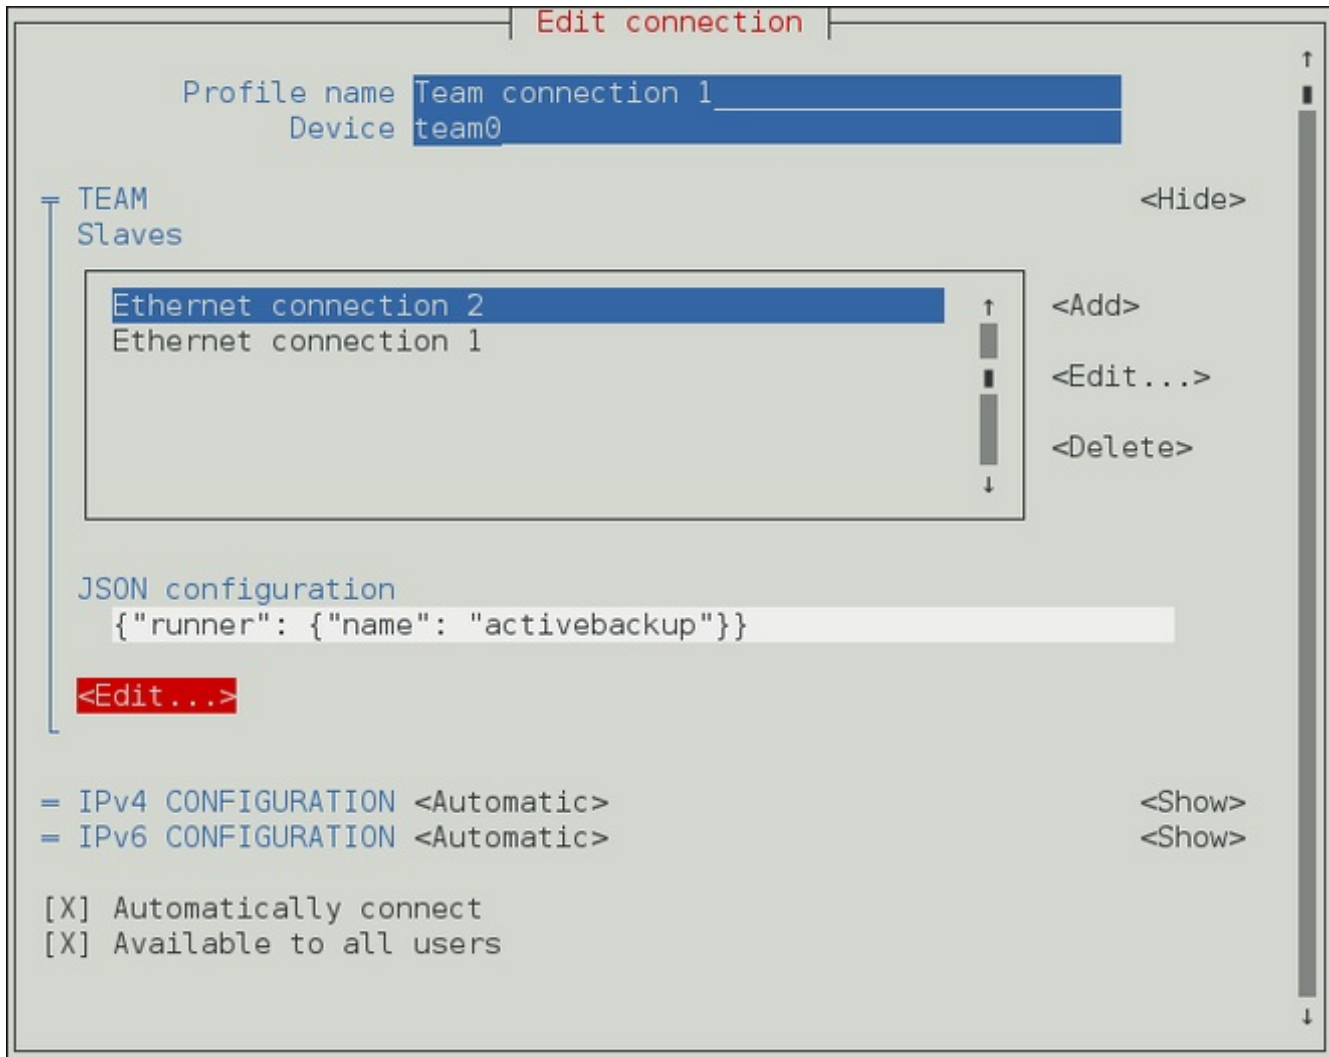 Edit connection
Profile name Team connection 1
Device team0
TEAM <Hide>
Slaves
Ethernet connection 2 <Add>
Ethernet connection 1
<Edit...>
<Delete>
JSON configuration
{"runner": {"name": "activebackup"}}
<Edit...>
IPv4 CONFIGURATION <Automatic> <Show>
IPv6 CONFIGURATION <Automatic> <Show>
[X] Automatically connect
[X] Available to all users